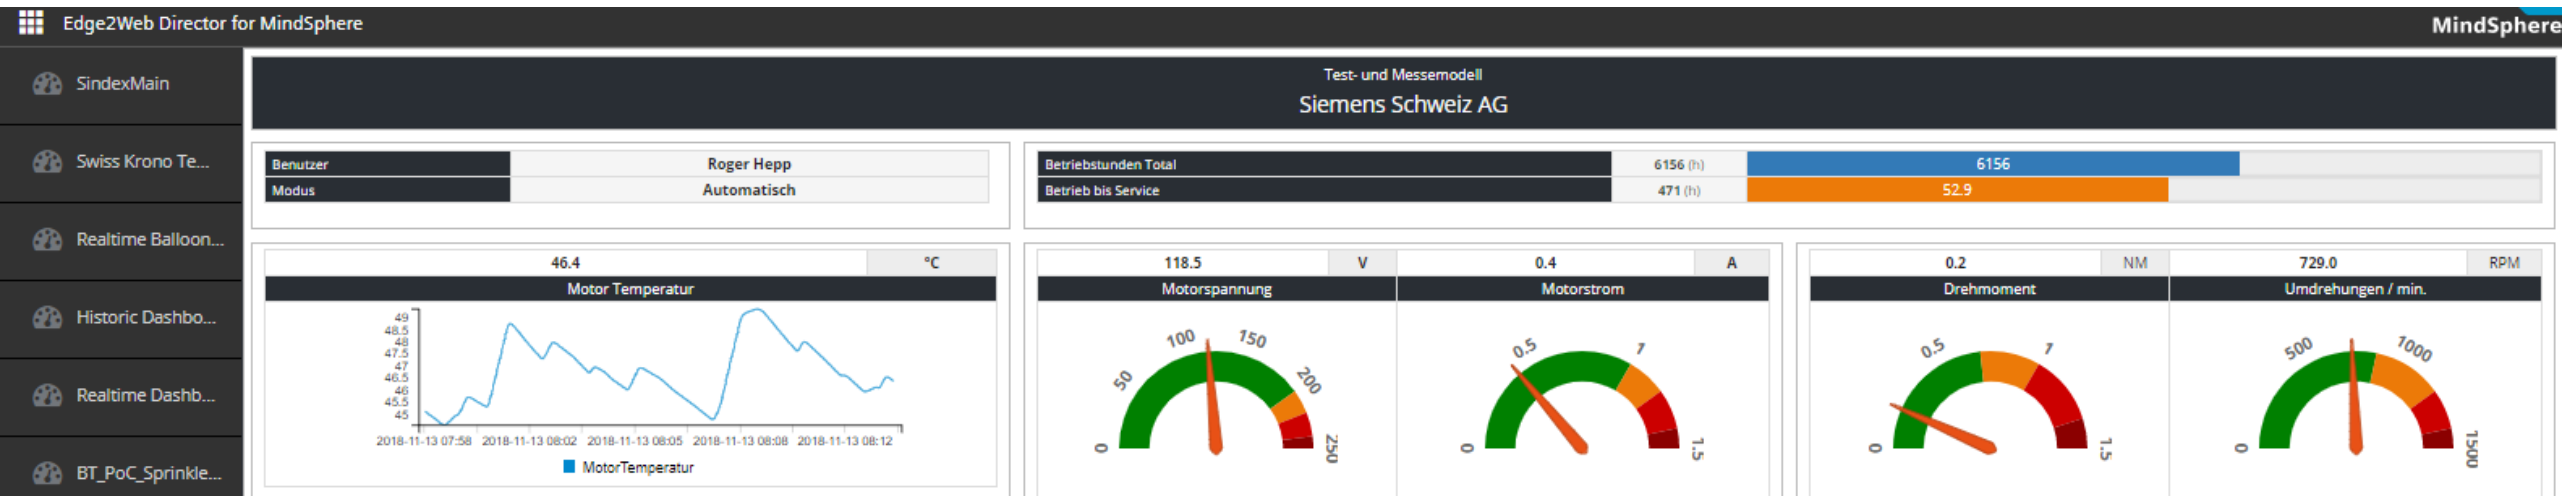 Edge2Web Director for MindSphere
MindSphere
SindexMain
Swiss Krono Te...
Realtime Balloon...
Historic Dashbo...
Realtime Dashb...
BT_PoC_Sprinkle...
Test- und Messemodell
Siemens Schweiz AG
Benutzer Roger Hepp
Modus Automatisch
Betriebstunden Total 6156 (h) 6156
Betrieb bis Service 471 (h) 52.9
46.4 °C
Motor Temperatur
49
48.5
48
47.5
47
46.5
46
45.5
45
2018-11-13 07:58 2018-11-13 08:02 2018-11-13 08:05 2018-11-13 08:08 2018-11-13 08:12
MotorTemperatur
118.5 V
Motorspannung
0 50 100 150 200 250
0.4 A
Motorstrom
0 0.5 1 1.5
0.2 NM
Drehmoment
0 0.5 1 1.5
729.0 RPM
Umdrehungen / min.
0 500 1000 1500